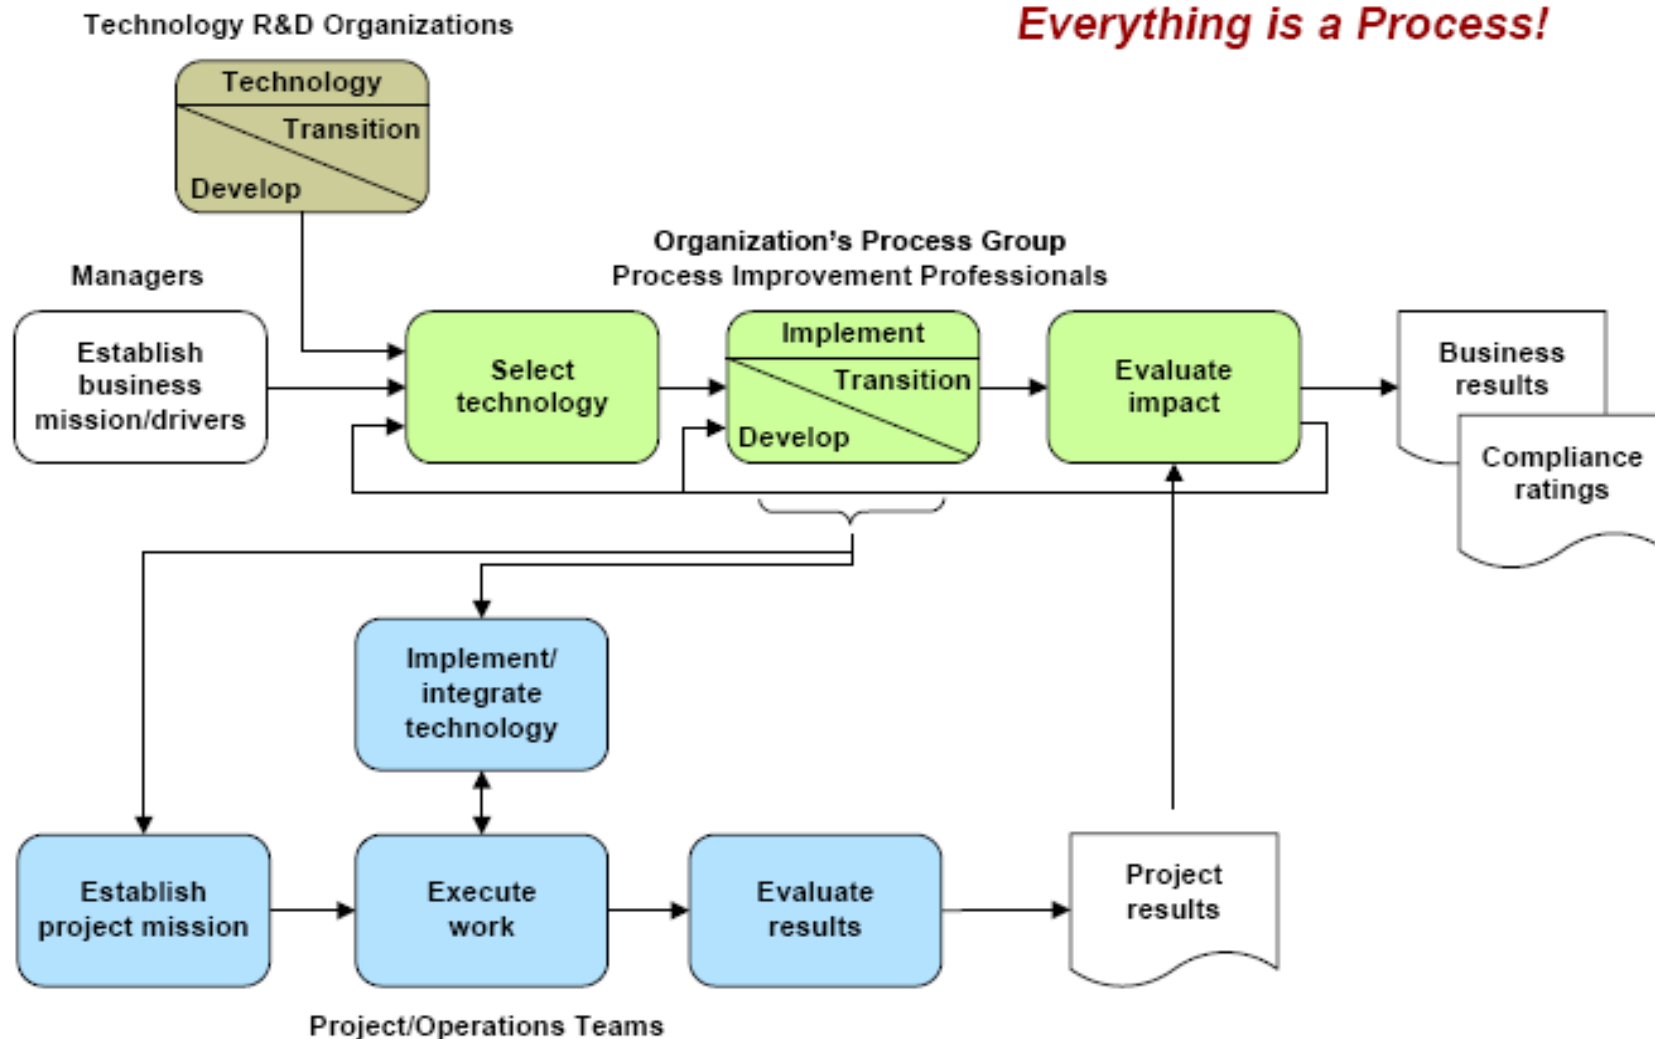 Technology R&D Organizations
Everything is a Process!
Technology
Transition
Develop
Organization's Process Group
Process Improvement Professionals
Managers
Establish
business
mission/drivers
Select
technology
Implement
Transition
Develop
Evaluate
impact
Business
results
Compliance
ratings
Implement/
integrate
technology
Establish
project mission
Execute
work
Evaluate
results
Project
results
Project/Operations Teams